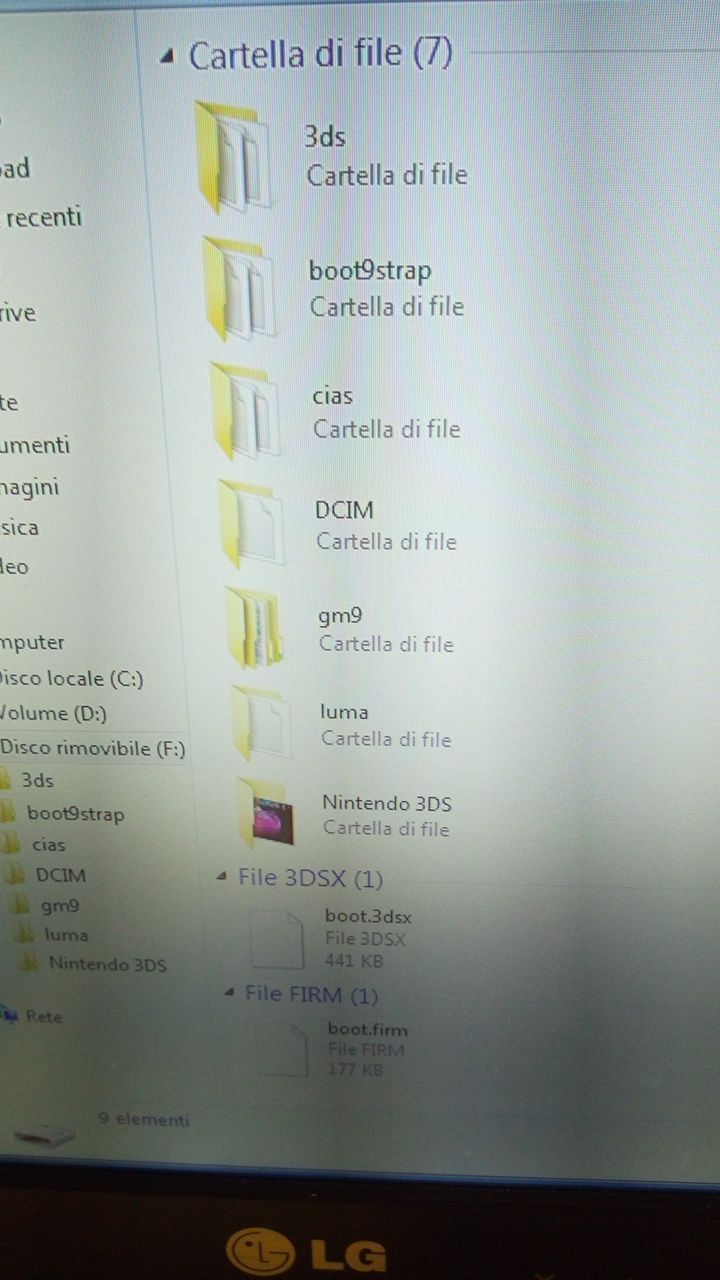 Cartella di file (7)
3ds
Cartella di file
boot9strap
Cartella di file
cias
Cartella di file
DCIM
Cartella di file
gm9
Cartella di file
luma
Cartella di file
Nintendo 3DS
Cartella di file
File 3DSX (1)
boot.3dsx
File 3DSX
441 KB
File FIRM (1)
boot.firm
File FIRM
177 KB
oad
recenti
rive
te
umenti
magini
sica
deo
mputer
Disco locale (C:)
Volume (D:)
Disco rimovibile (F:)
3ds
boot9strap
cias
DCIM
gm9
luma
Nintendo 3DS
Rete
9 elementi
LG